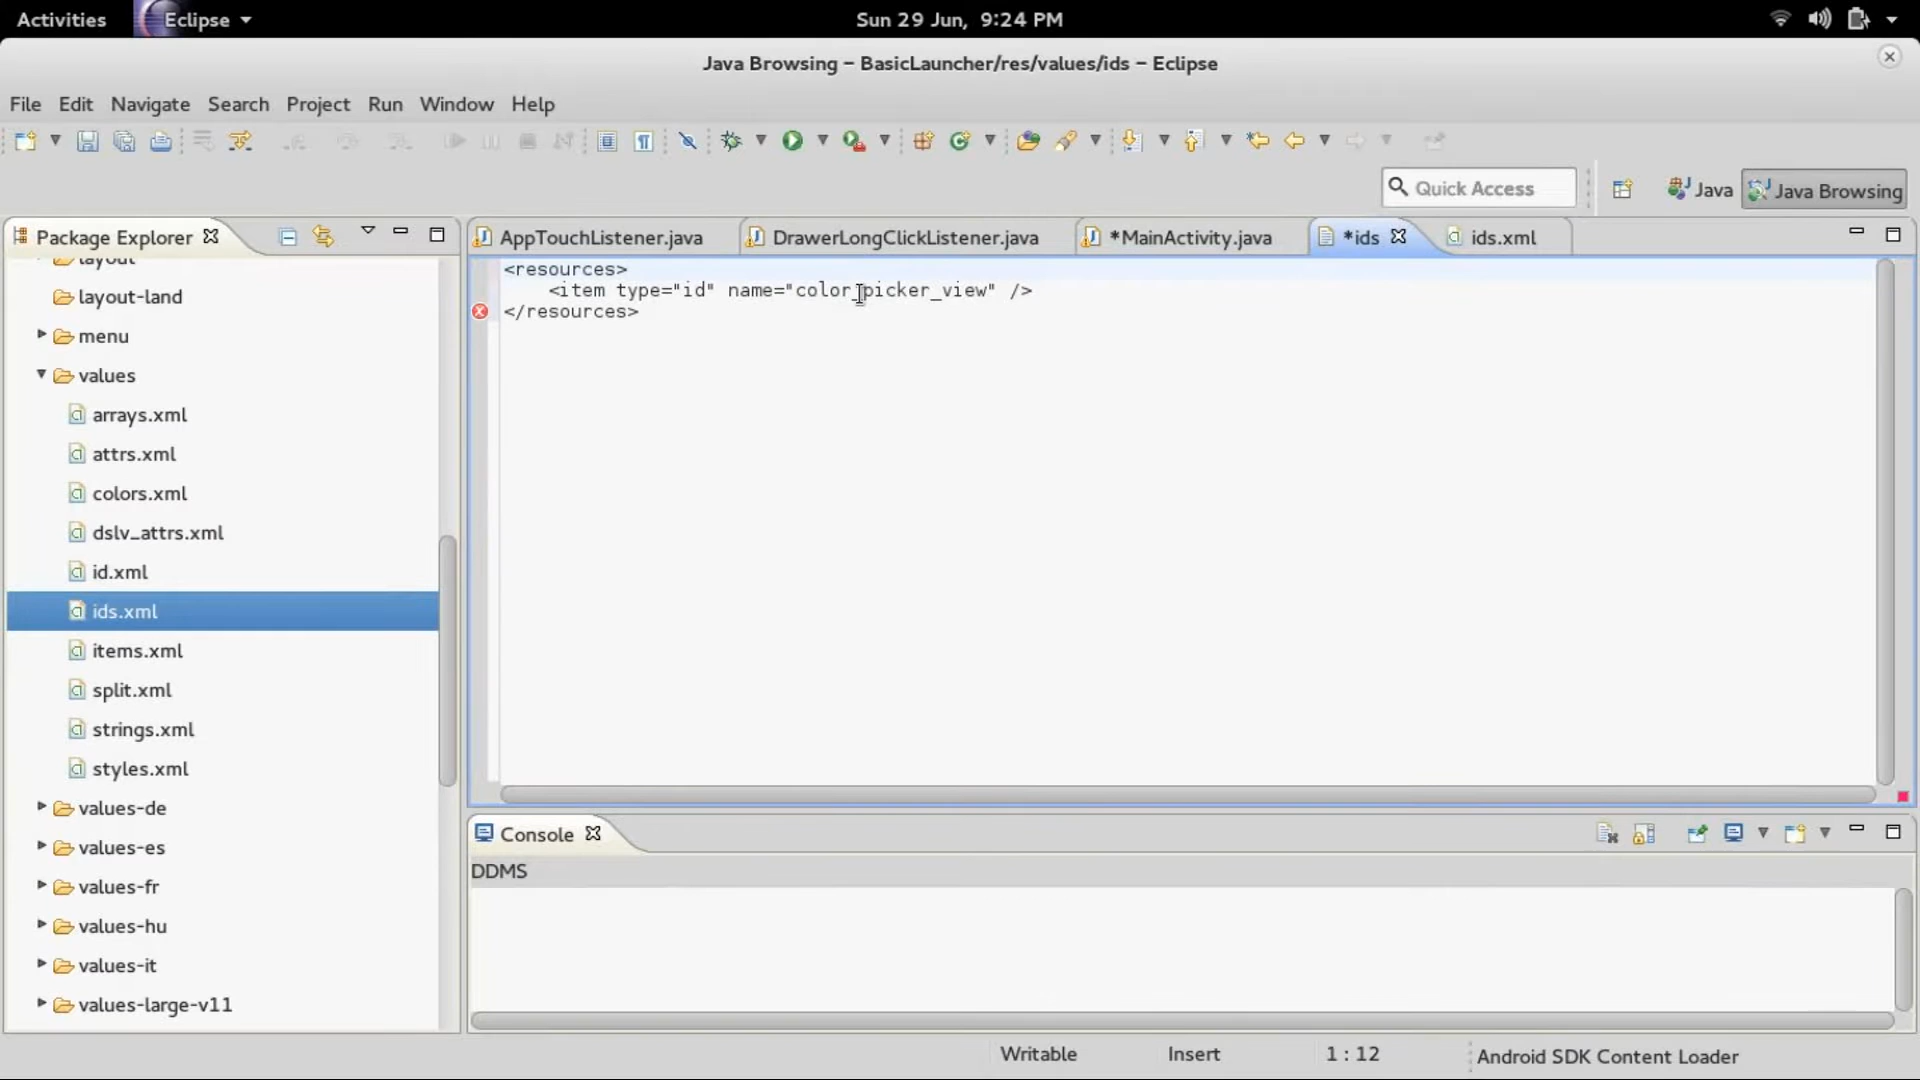 Activities Eclipse Sun 29 Jun, 9:24 PM
Java Browsing – BasicLauncher/res/values/ids – Eclipse
File Edit Navigate Search Project Run Window Help
Quick Access Java Java Browsing
Package Explorer
AppTouchListener.java DrawerLongClickListener.java *MainActivity.java *ids ids.xml
layout
layout-land
menu
values
arrays.xml
attrs.xml
colors.xml
dslv_attrs.xml
id.xml
ids.xml
items.xml
split.xml
strings.xml
styles.xml
values-de
values-es
values-fr
values-hu
values-it
values-large-v11
<resources>
<item type="id" name="color_picker_view" />
</resources>
Console
DDMS
Writable Insert 1 : 12 Android SDK Content Loader